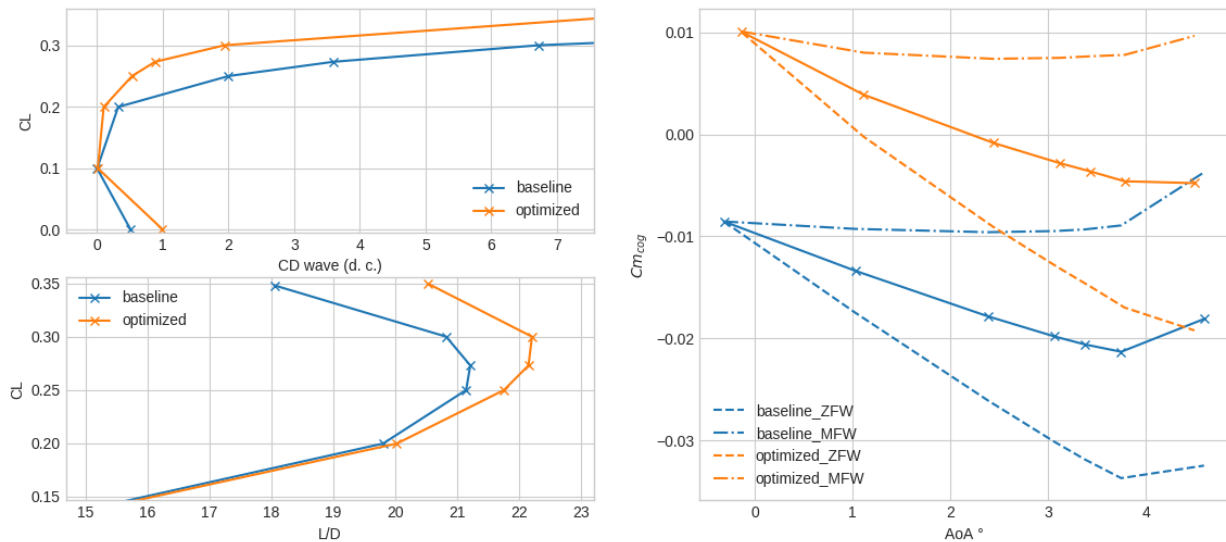 CL
0.3
0.2
0.1
0.0
0
1
2
3
4
5
6
7
CD wave (d. c.)
baseline
optimized
CL
0.35
0.30
0.25
0.20
0.15
15
16
17
18
19
20
21
22
23
L/D
baseline
optimized
Cm_cog
0.01
0.00
−0.01
−0.02
−0.03
0
1
2
3
4
AoA °
baseline_ZFW
baseline_MFW
optimized_ZFW
optimized_MFW